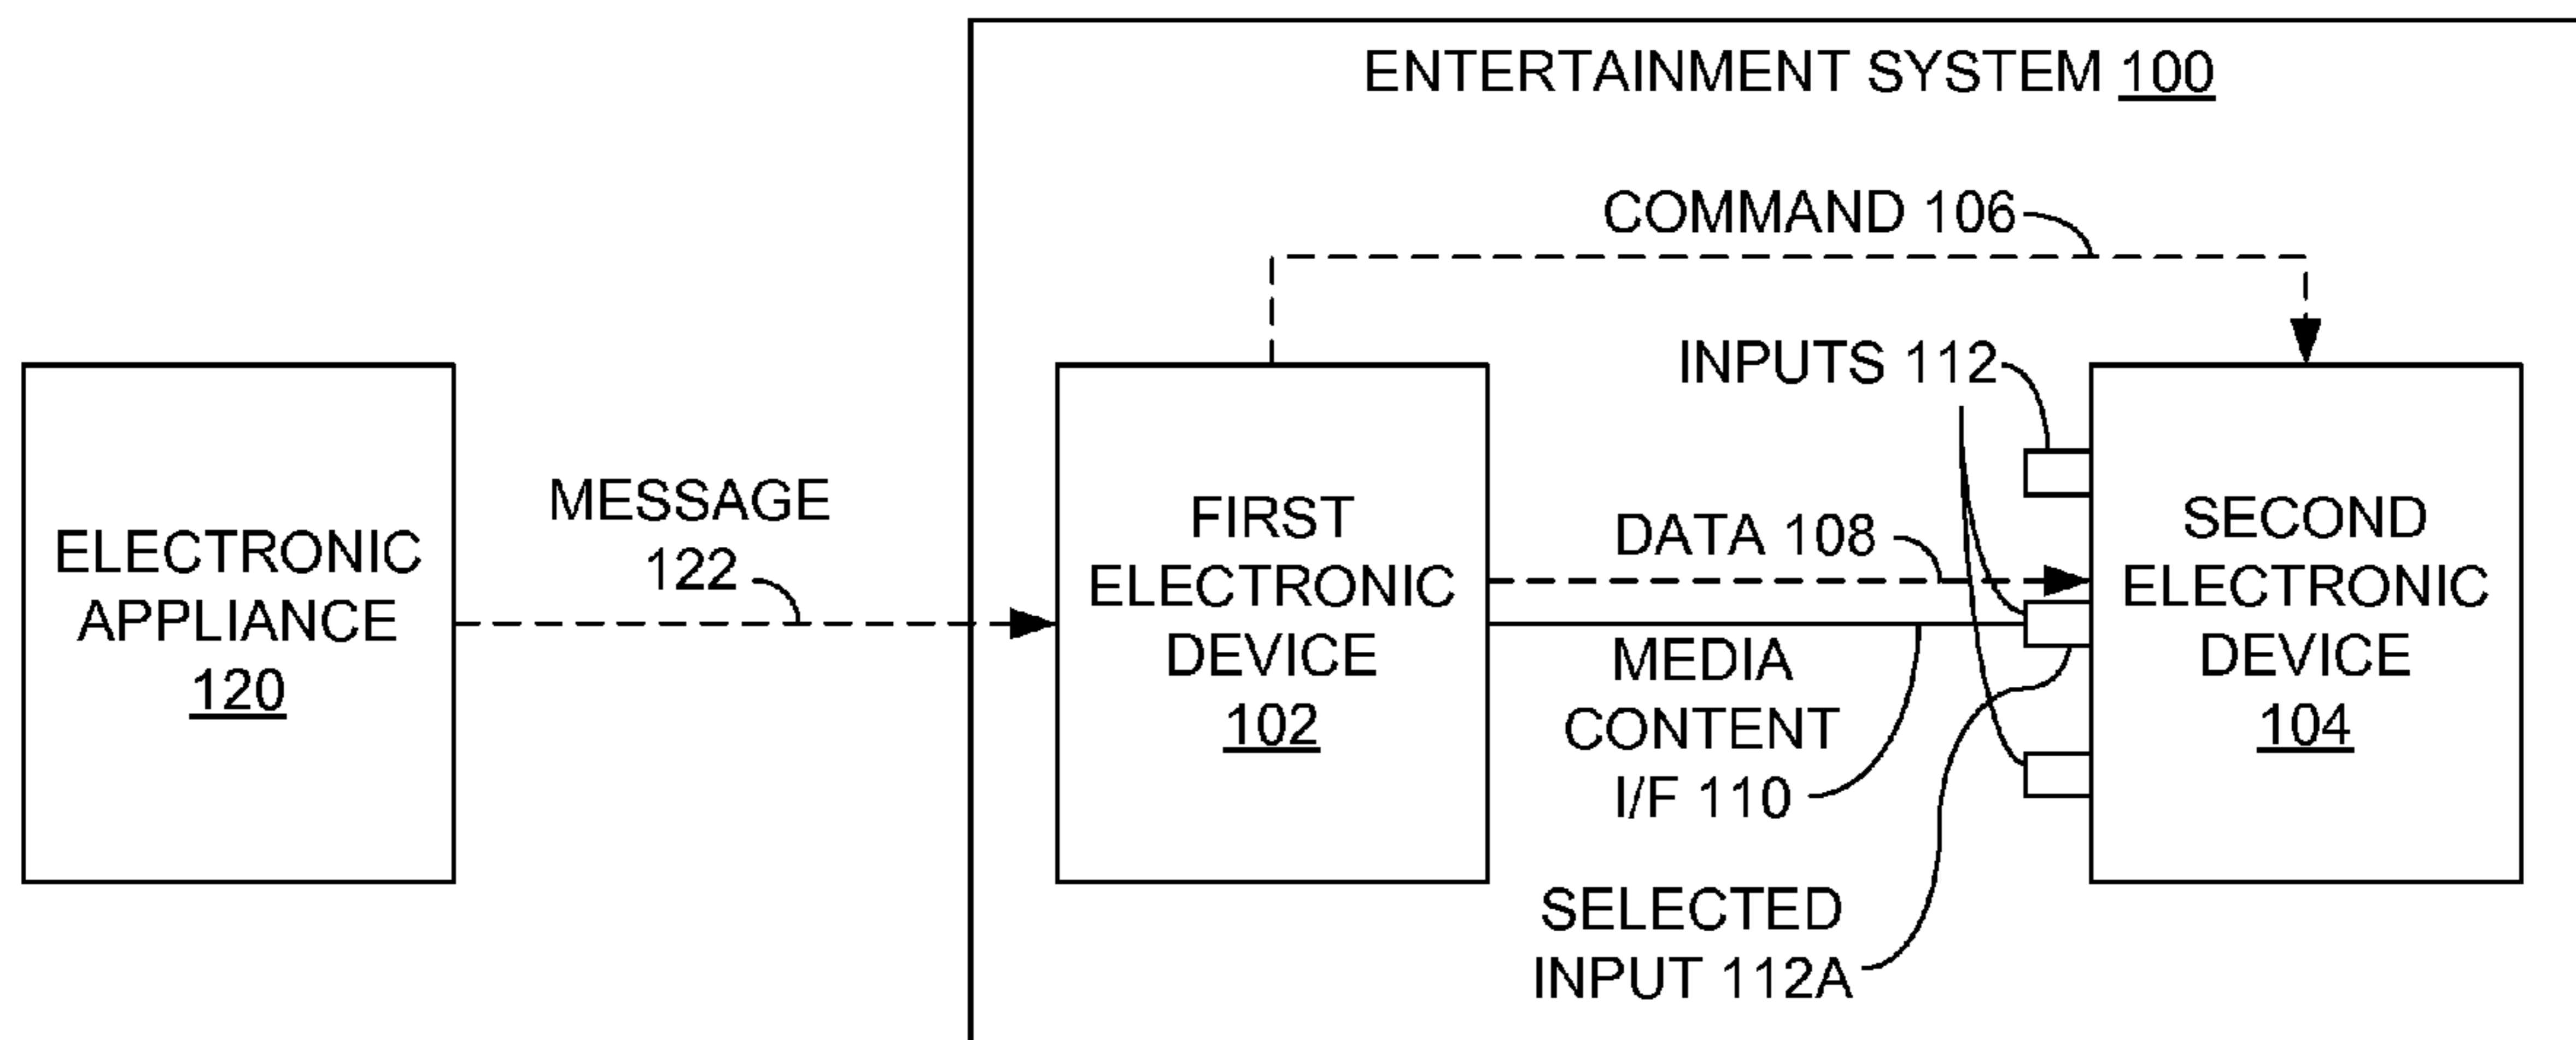 ENTERTAINMENT SYSTEM 100
COMMAND 106
INPUTS 112
MESSAGE
122
ELECTRONIC
APPLIANCE
120
FIRST
ELECTRONIC
DEVICE
102
DATA 108
MEDIA
CONTENT
I/F 110
SELECTED
INPUT 112A
SECOND
ELECTRONIC
DEVICE
104